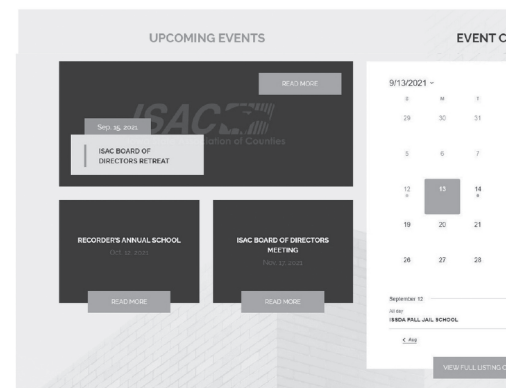 UPCOMING EVENTS
READ MORE
ISAC
Sep. 15, 2021
ation of Counties
ISAC BOARD OF
DIRECTORS RETREAT
RECORDER'S ANNUAL SCHOOL
Oct. 12, 2021
READ MORE
ISAC BOARD OF DIRECTORS
MEETING
Nov. 12, 2021
READ MORE
EVENT C
9/13/2021
S M T
29 30 31
5 6 7
12 13 14
19 20 21
26 27 28
September 12
All day
ISSDA FALL JAIL SCHOOL
< Aug
VIEW FULL LISTING C